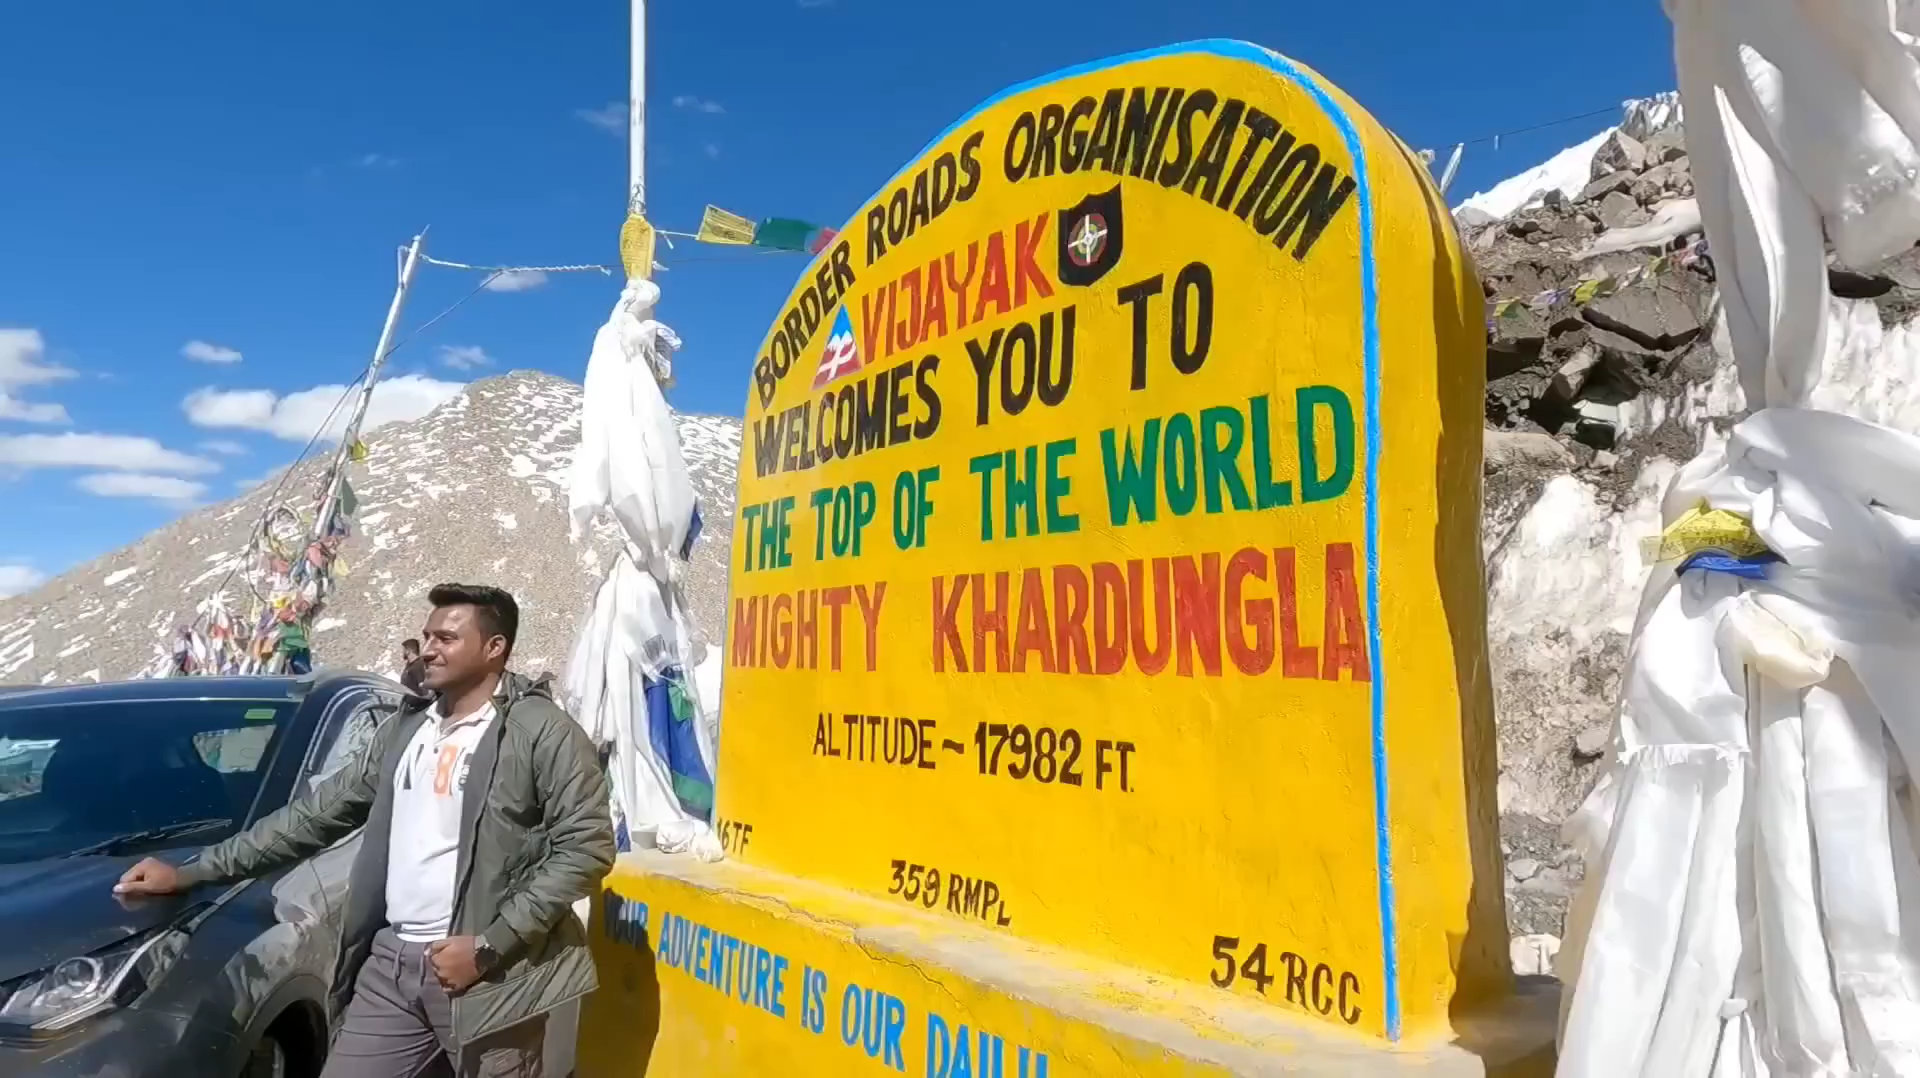 BORDER ROADS ORGANISATION
VIJAYAK
WELCOMES YOU TO
THE TOP OF THE WORLD
MIGHTY KHARDUNGLA
ALTITUDE ~ 17982 FT.
16TF
359 RMPL
54 RCC
YOUR ADVENTURE IS OUR